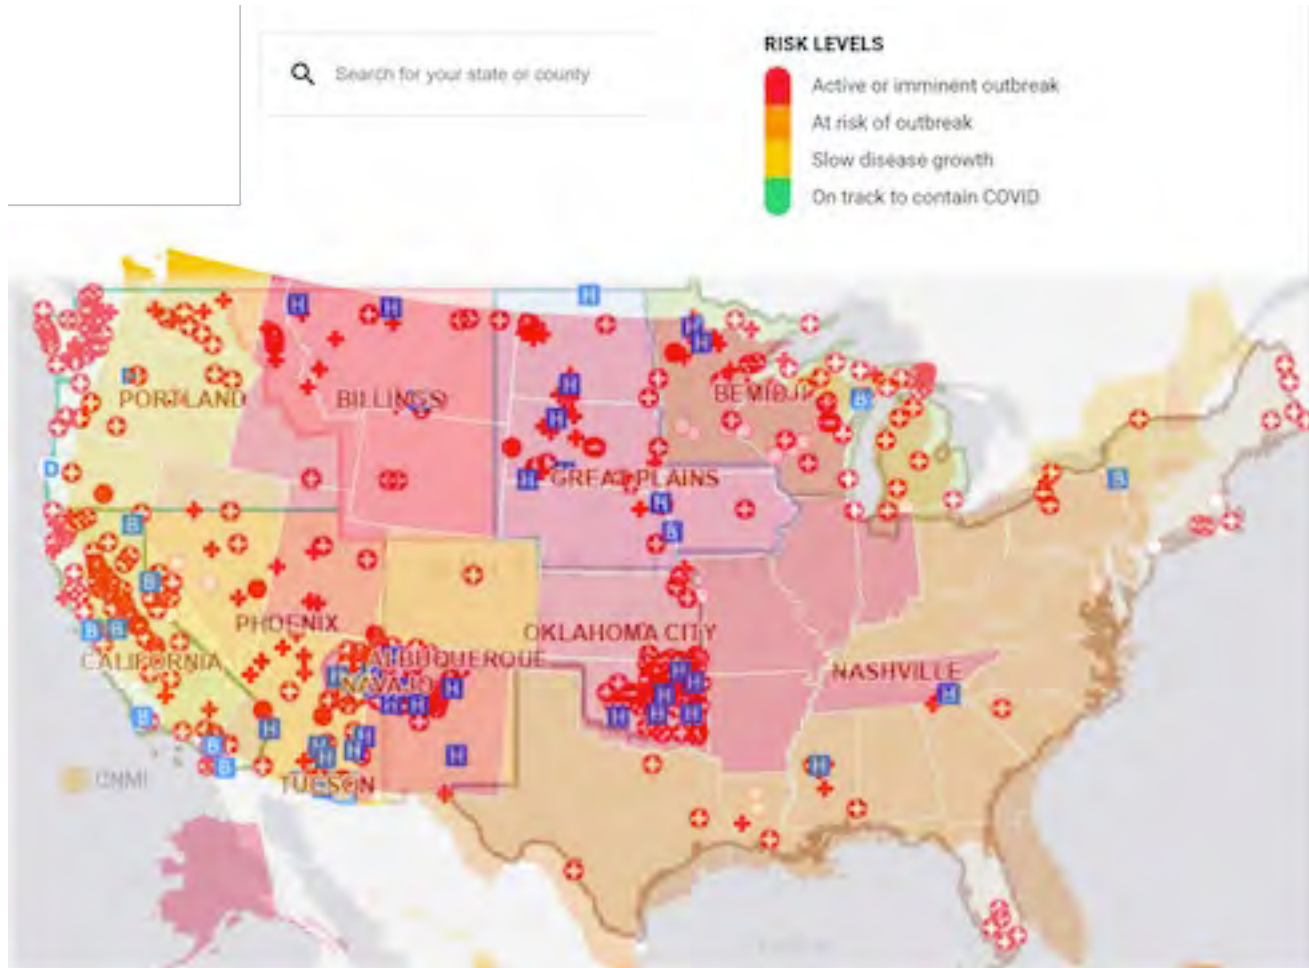 RISK LEVELS
Search for your state or county
Active or imminent outbreak
At risk of outbreak
Slow disease growth
On track to contain COVID
PORTLAND
BILLINGS
BEMIDJI
GREAT PLAINS
PHOENIX
OKLAHOMA CITY
CALIFORNIA
ALBUQUERQUE
NAVAJO
NASHVILLE
TUCSON
CNMI